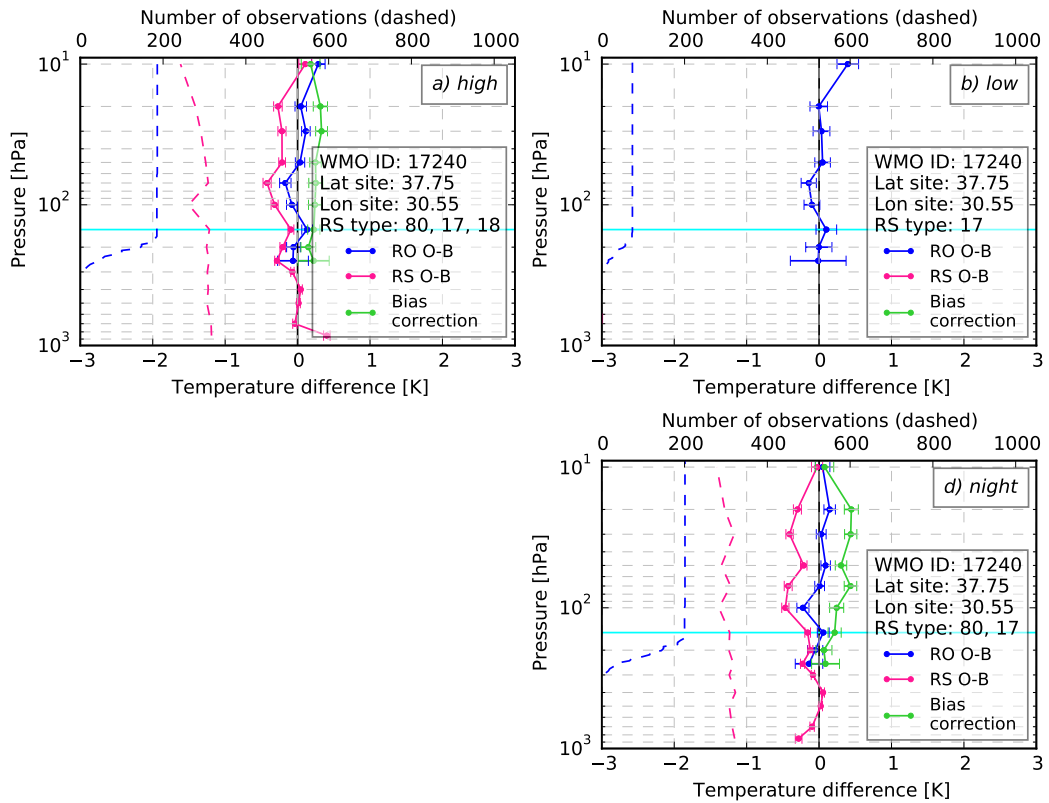 Number of observations (dashed)
0 200 400 600 800 1000
10¹
10²
10³
Pressure [hPa]
a) high
WMO ID: 17240
Lat site: 37.75
Lon site: 30.55
RS type: 80, 17, 18
RO O-B
RS O-B
Bias
correction
−3 −2 −1 0 1 2 3
Temperature difference [K]
Number of observations (dashed)
0 200 400 600 800 1000
10¹
10²
10³
Pressure [hPa]
b) low
WMO ID: 17240
Lat site: 37.75
Lon site: 30.55
RS type: 17
RO O-B
RS O-B
Bias
correction
−3 −2 −1 0 1 2 3
Temperature difference [K]
Number of observations (dashed)
0 200 400 600 800 1000
10¹
10²
10³
Pressure [hPa]
d) night
WMO ID: 17240
Lat site: 37.75
Lon site: 30.55
RS type: 80, 17
RO O-B
RS O-B
Bias
correction
−3 −2 −1 0 1 2 3
Temperature difference [K]